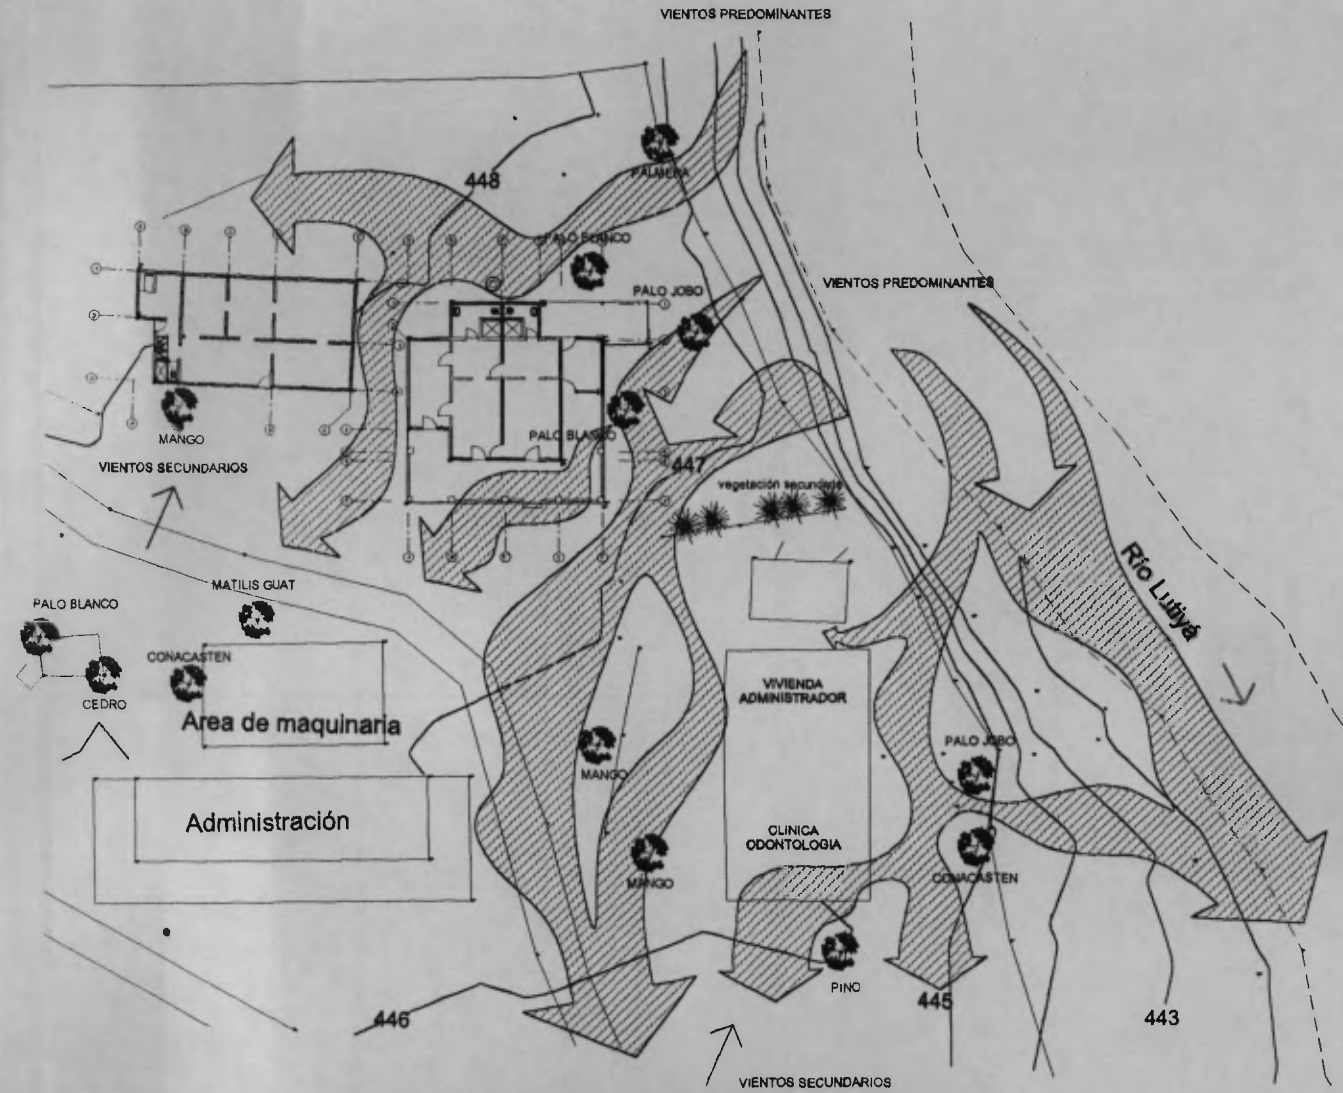 VIENTOS PREDOMINANTES
PALMERA
448
PALO BLANCO
VIENTOS PREDOMINANTES
PALO JOBO
MANGO
PALO BLANCO
VIENTOS SECUNDARIOS
447
vegetación secundaria
Río Lutiyá
MATILIS GUAT
PALO BLANCO
CONACASTEN
CEDRO
VIVIENDA
ADMINISTRADOR
Area de maquinaria
PALO JOBO
MANGO
Administración
CLINICA
ODONTOLOGIA
MANGO
CONACASTEN
PINO
445
446
443
VIENTOS SECUNDARIOS